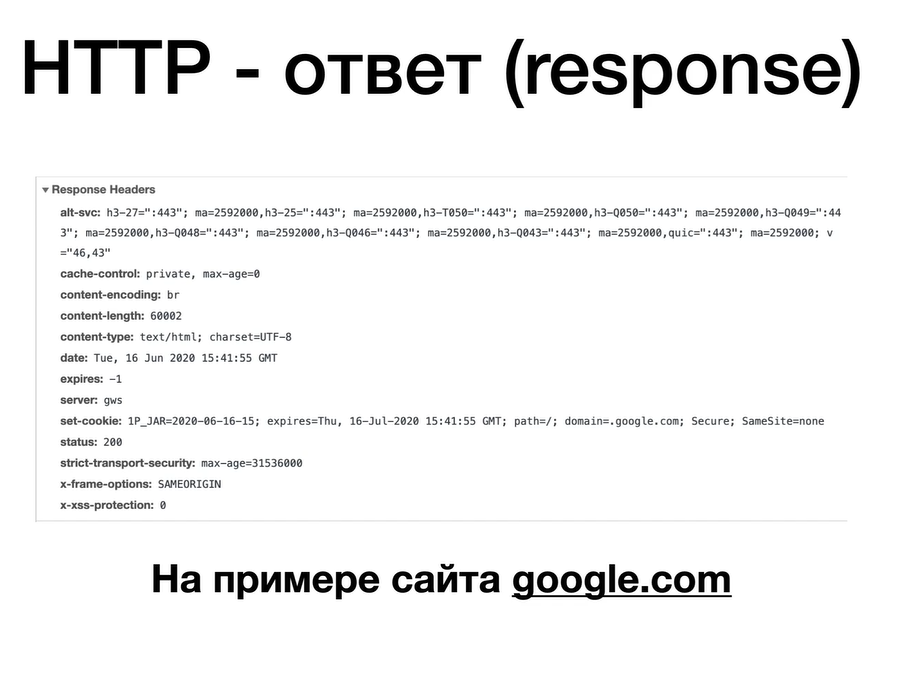 HTTP - ответ (response)
Response Headers
alt-svc: h3-27=":443"; ma=2592000,h3-25=":443"; ma=2592000,h3-T050=":443"; ma=2592000,h3-Q050=":443"; ma=2592000,h3-Q049=":44
3"; ma=2592000,h3-Q048=":443"; ma=2592000,h3-Q046=":443"; ma=2592000,h3-Q043=":443"; ma=2592000,quic=":443"; ma=2592000; v
="46,43"
cache-control: private, max-age=0
content-encoding: br
content-length: 60002
content-type: text/html; charset=UTF-8
date: Tue, 16 Jun 2020 15:41:55 GMT
expires: -1
server: gws
set-cookie: 1P_JAR=2020-06-16-15; expires=Thu, 16-Jul-2020 15:41:55 GMT; path=/; domain=.google.com; Secure; SameSite=none
status: 200
strict-transport-security: max-age=31536000
x-frame-options: SAMEORIGIN
x-xss-protection: 0
На примере сайта google.com